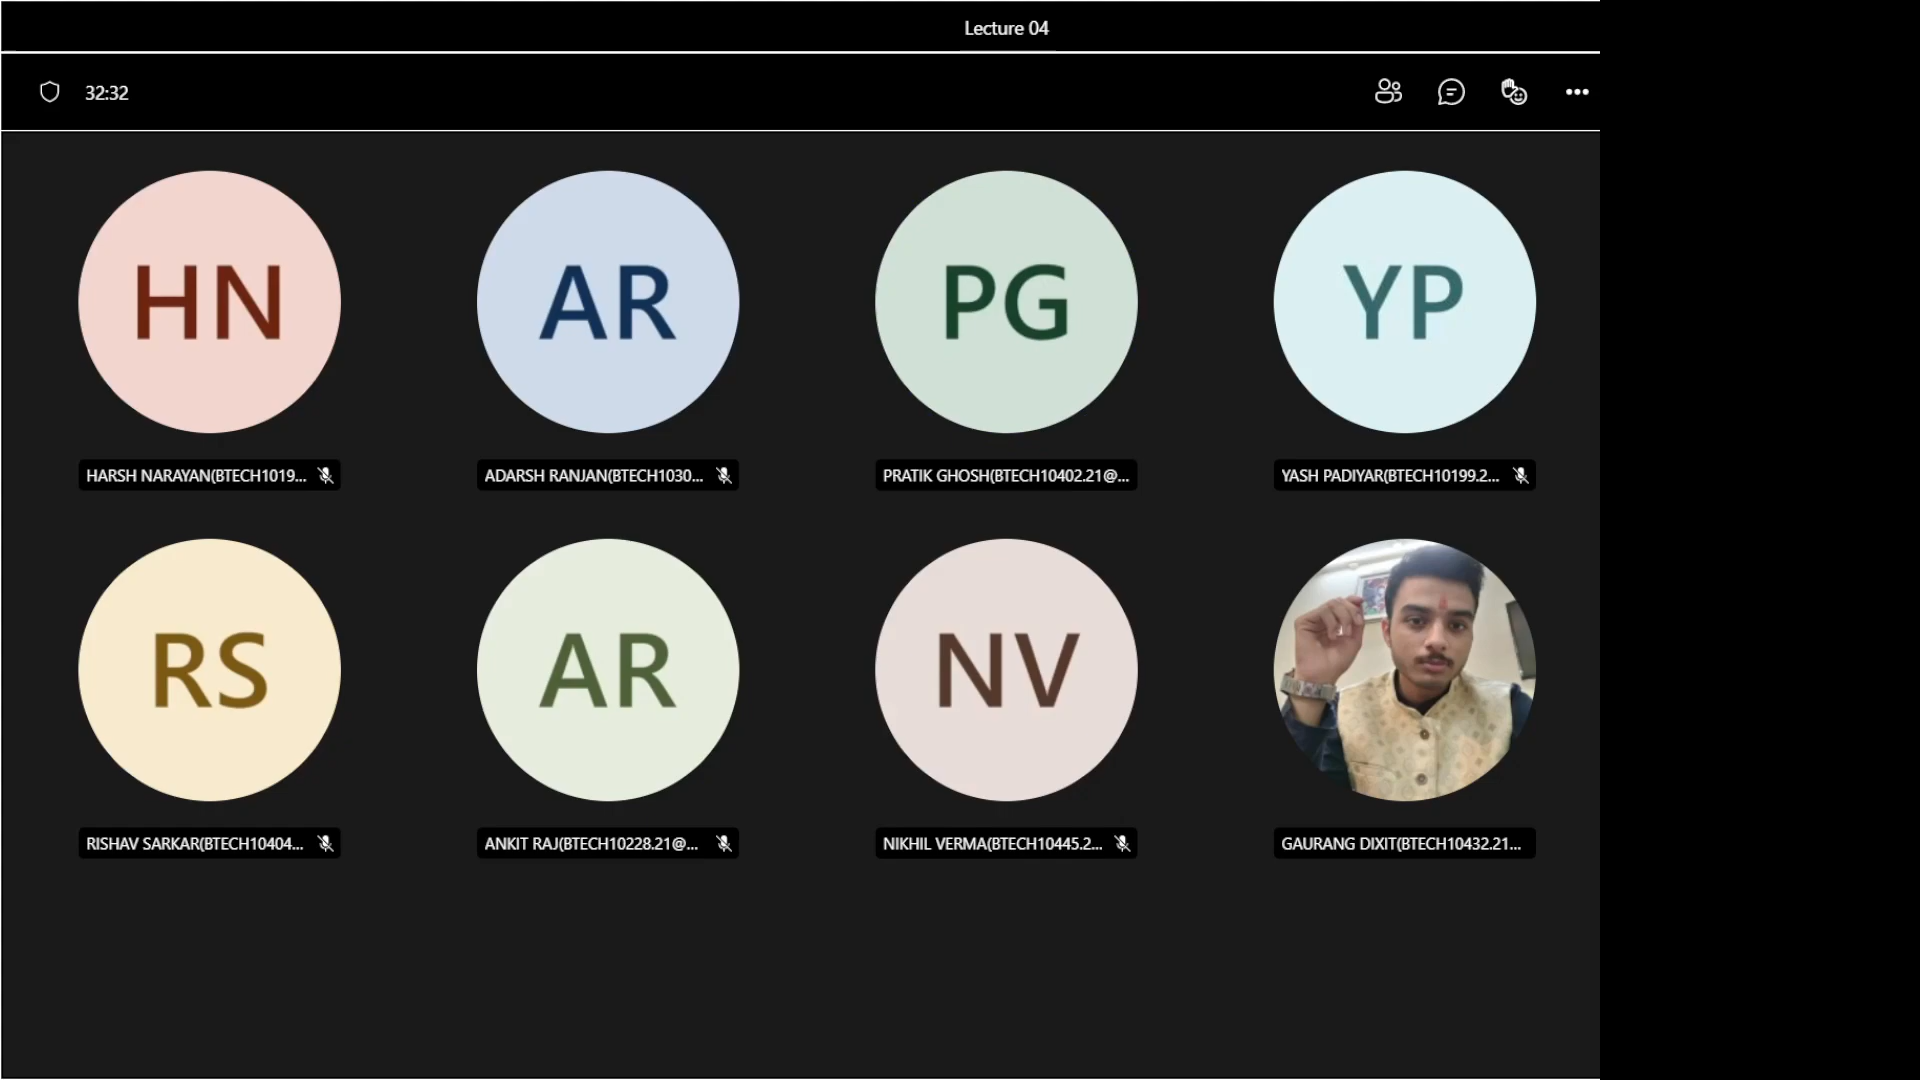 Lecture 04
32:32
HN
AR
PG
YP
HARSH NARAYAN(BTECH1019...
ADARSH RANJAN(BTECH1030...
PRATIK GHOSH(BTECH10402.21@...
YASH PADIYAR(BTECH10199.2...
RS
AR
NV
RISHAV SARKAR(BTECH10404...
ANKIT RAJ(BTECH10228.21@...
NIKHIL VERMA(BTECH10445.2...
GAURANG DIXIT(BTECH10432.21...